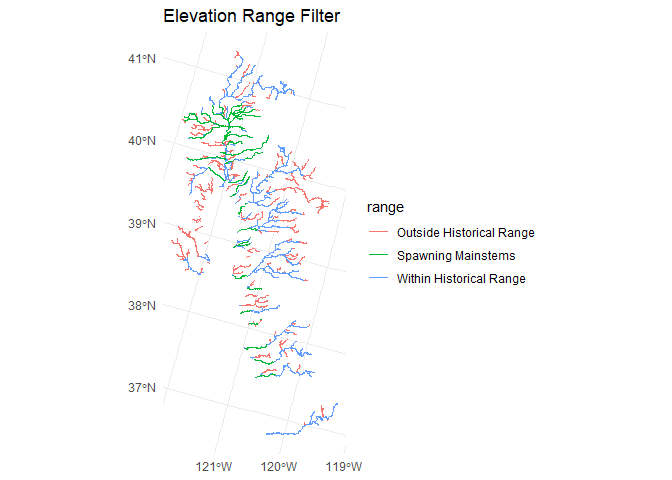 Elevation Range Filter
41°N
40°N
39°N
38°N
37°N
121°W
120°W
119°W
range
Outside Historical Range
Spawning Mainstems
Within Historical Range